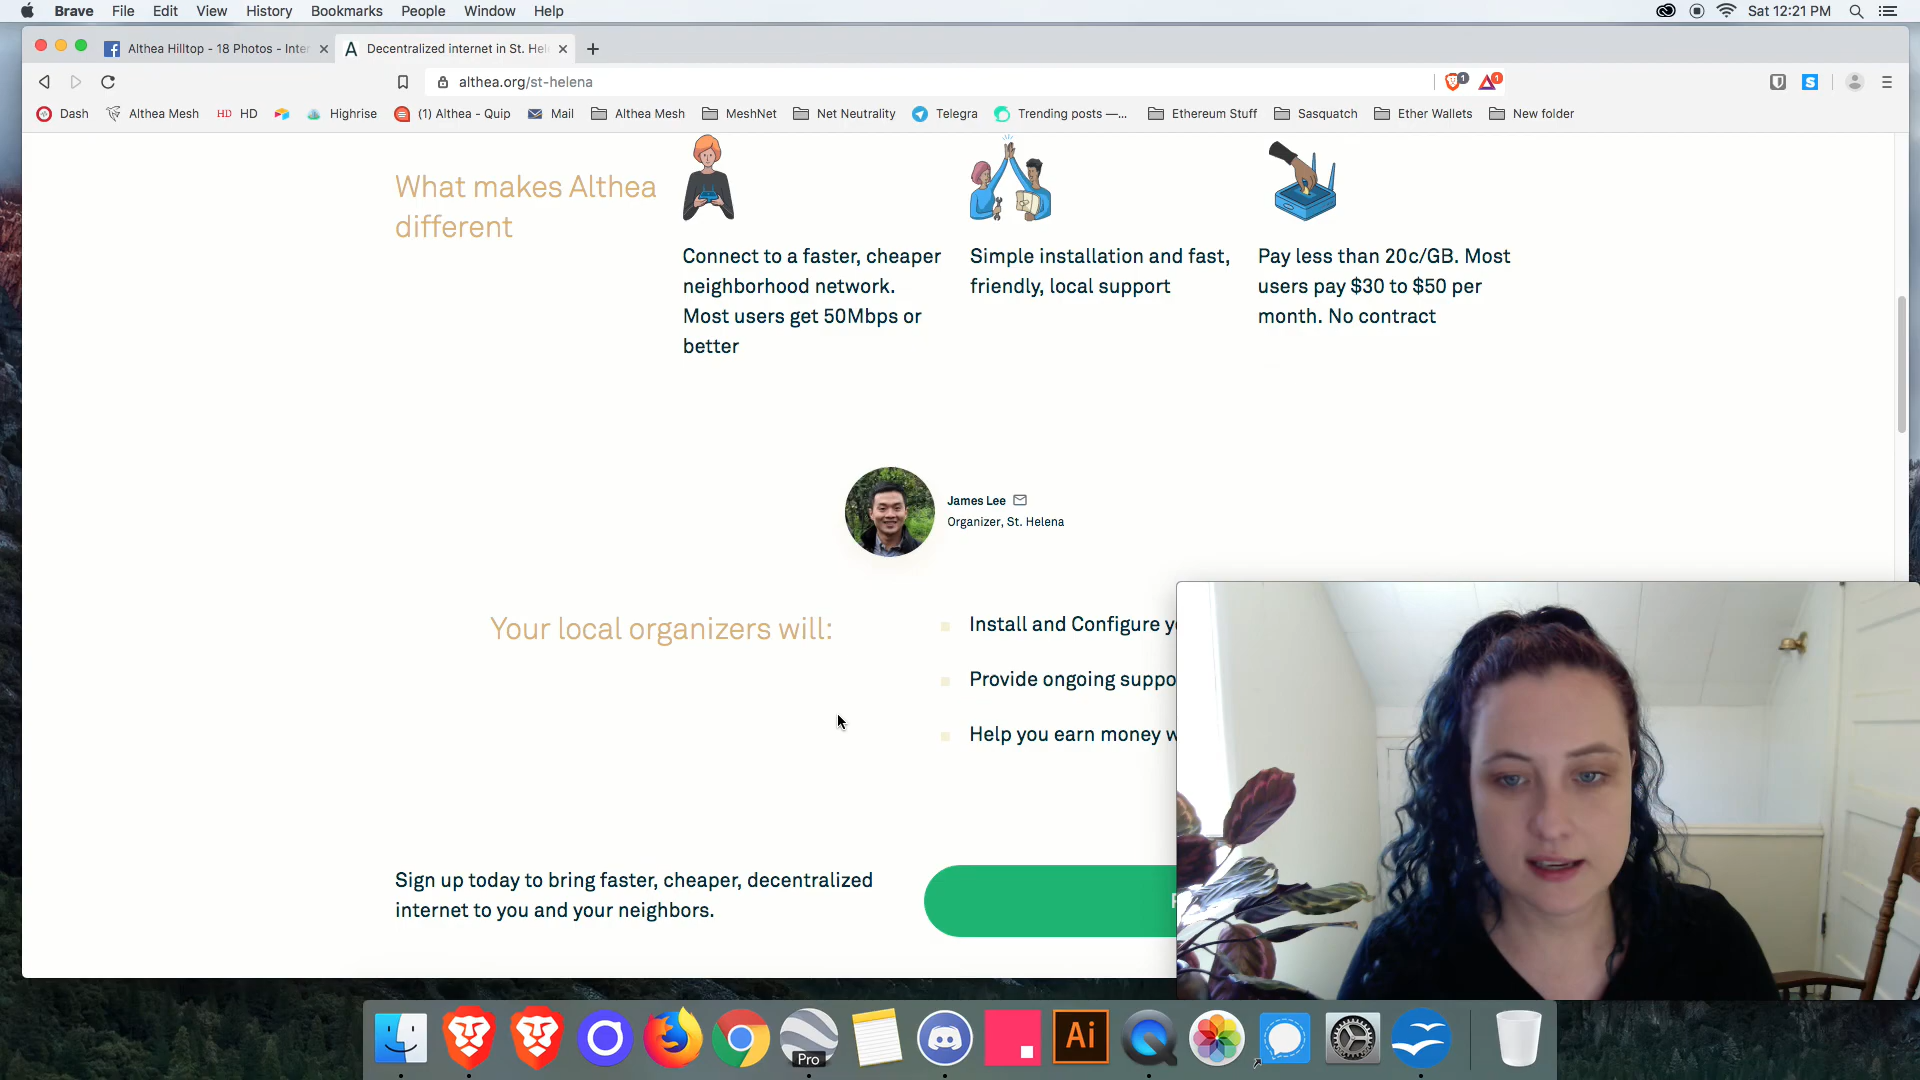 Brave File Edit View History Bookmarks People Window Help
Sat 12:21 PM
Althea Hilltop - 18 Photos - Inter
Decentralized internet in St. Hel
althea.org/st-helena
1
1
Dash Althea Mesh HD HD Highrise (1) Althea - Quip Mail Althea Mesh MeshNet Net Neutrality Telegra Trending posts —... Ethereum Stuff Sasquatch Ether Wallets New folder
What makes Althea
different
Connect to a faster, cheaper
neighborhood network.
Most users get 50Mbps or
better
Simple installation and fast,
friendly, local support
Pay less than 20c/GB. Most
users pay $30 to $50 per
month. No contract
James Lee
Organizer, St. Helena
Your local organizers will:
Install and Configure
Provide ongoing
Help you earn money
Sign up today to bring faster, cheaper, decentralized
internet to you and your neighbors.
Pro
Ai